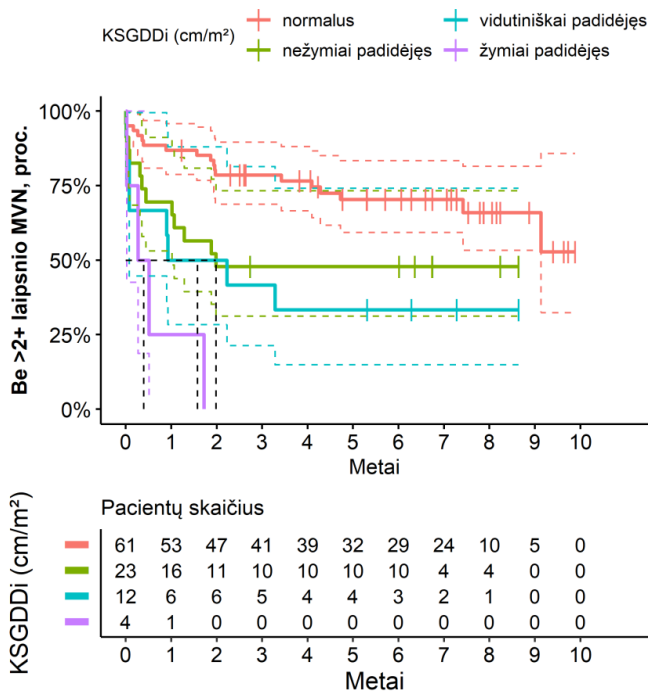 KSGDDi (cm/m²)
normalus
vidutiniškai padidėjęs
nežymiai padidėjęs
žymiai padidėjęs
Be >2+ laipsnio MVN, proc.
100%
75%
50%
25%
0%
0 1 2 3 4 5 6 7 8 9 10
Metai
Pacientų skaičius
KSGDDi (cm/m²)
61 53 47 41 39 32 29 24 10 5 0
23 16 11 10 10 10 10 4 4 0 0
12 6 6 5 4 4 3 2 1 0 0
4 1 0 0 0 0 0 0 0 0 0
0 1 2 3 4 5 6 7 8 9 10
Metai